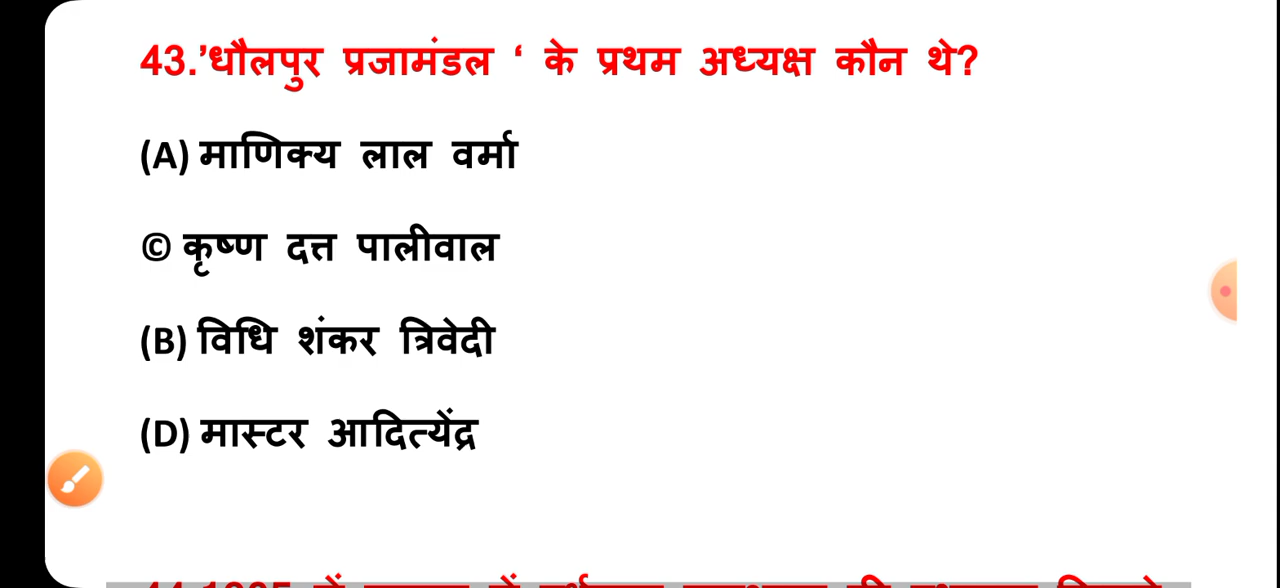 43.’धौलपुर प्रजामंडल ‘ के प्रथम अध्यक्ष कौन थे?
(A) माणिक्य लाल वर्मा
© कृष्ण दत्त पालीवाल
(B) विधि शंकर त्रिवेदी
(D) मास्टर आदित्येंद्र